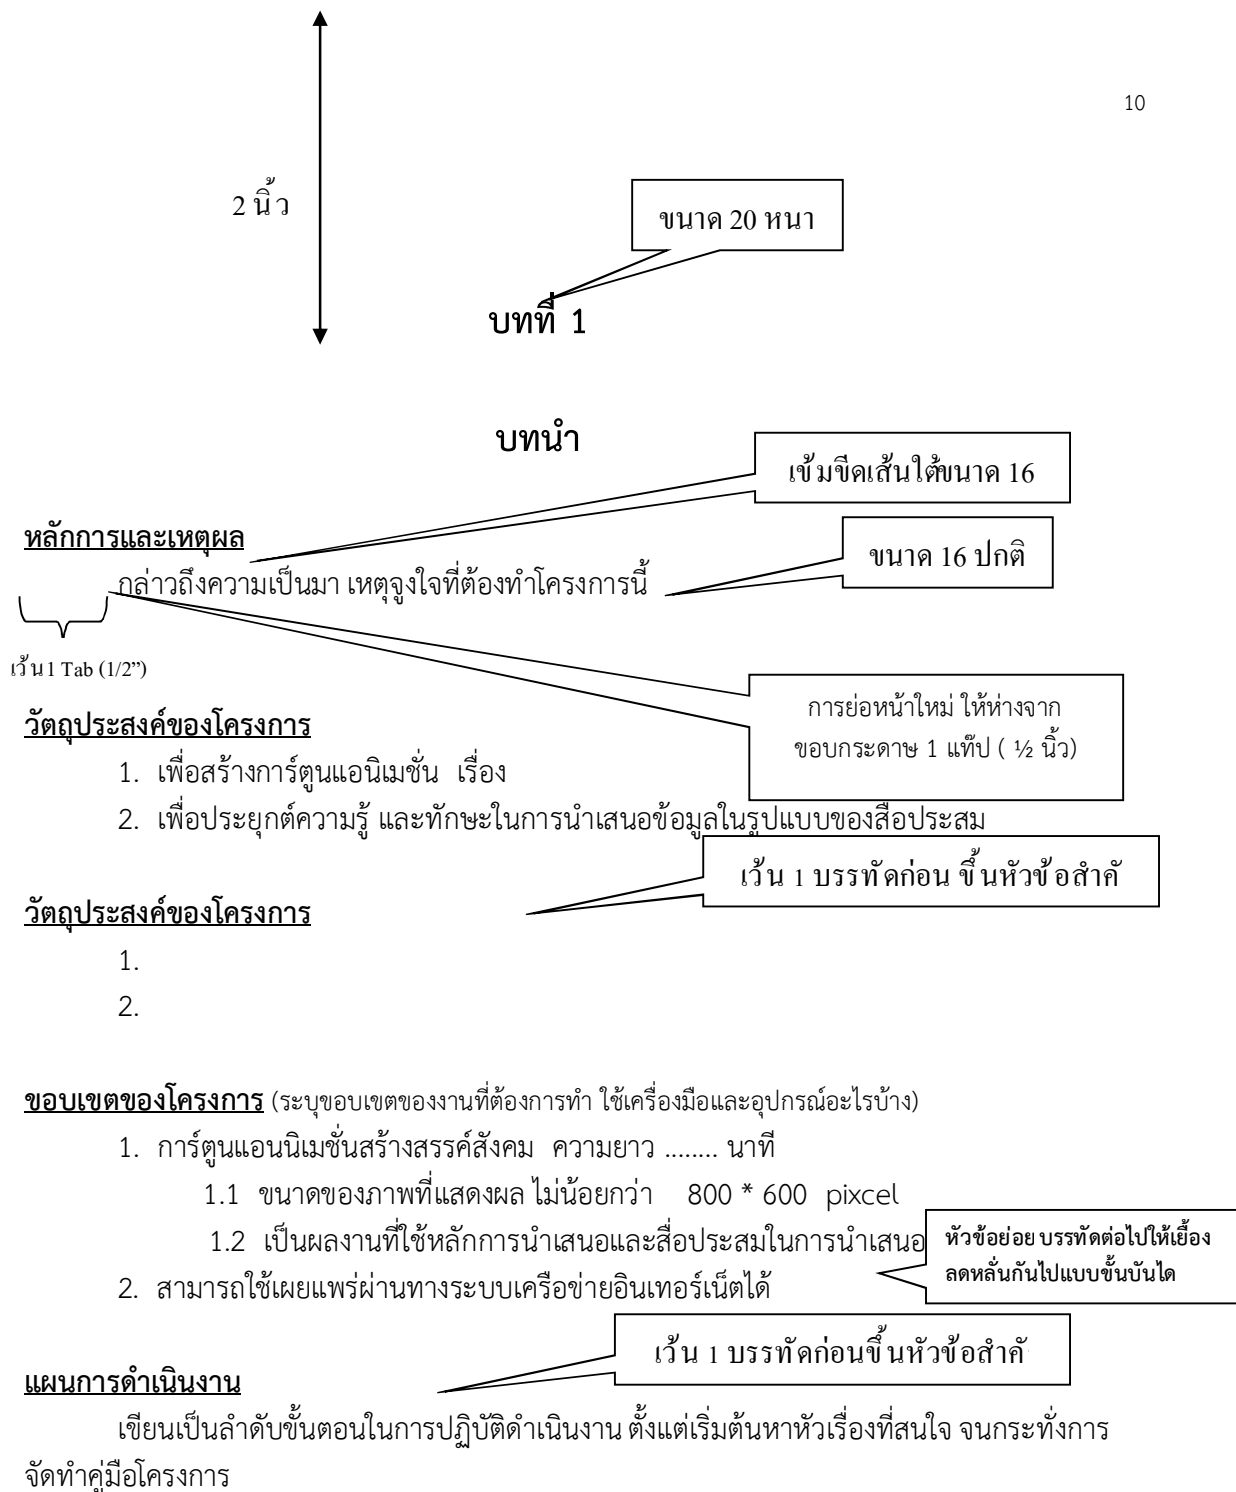 10
2 นิ้ว
ขนาด 20 หนา
บทที่ 1
บทนำ
เข้มขีดเส้นใต้ขนาด 16
หลักการและเหตุผล
ขนาด 16 ปกติ
กล่าวถึงความเป็นมา เหตุจูงใจที่ต้องทำโครงการนี้
เว้น 1 Tab (1/2”)
การย่อหน้าใหม่ ให้ห่างจาก
ขอบกระดาษ 1 แท๊ป ( ½ นิ้ว)
วัตถุประสงค์ของโครงการ
1. เพื่อสร้างการ์ตูนแอนิเมชั่น เรื่อง
2. เพื่อประยุกต์ความรู้ และทักษะในการนำเสนอข้อมูลในรูปแบบของสื่อประสม
เว้น 1 บรรทัดก่อน ขึ้นหัวข้อสำคั
วัตถุประสงค์ของโครงการ
1.
2.
ขอบเขตของโครงการ (ระบุขอบเขตของงานที่ต้องการทำ ใช้เครื่องมือและอุปกรณ์อะไรบ้าง)
1. การ์ตูนแอนนิเมชั่นสร้างสรรค์สังคม ความยาว ........ นาที
1.1 ขนาดของภาพที่แสดงผล ไม่น้อยกว่า 800 * 600 pixcel
1.2 เป็นผลงานที่ใช้หลักการนำเสนอและสื่อประสมในการนำเสนอ
หัวข้อย่อย บรรทัดต่อไปให้เยื้อง
ลดหลั่นกันไปแบบขั้นบันได
2. สามารถใช้เผยแพร่ผ่านทางระบบเครือข่ายอินเทอร์เน็ตได้
เว้น 1 บรรทัดก่อนขึ้นหัวข้อสำคั
แผนการดำเนินงาน
เขียนเป็นลำดับขั้นตอนในการปฏิบัติดำเนินงาน ตั้งแต่เริ่มต้นหาหัวเรื่องที่สนใจ จนกระทั่งการ
จัดทำคู่มือโครงการ